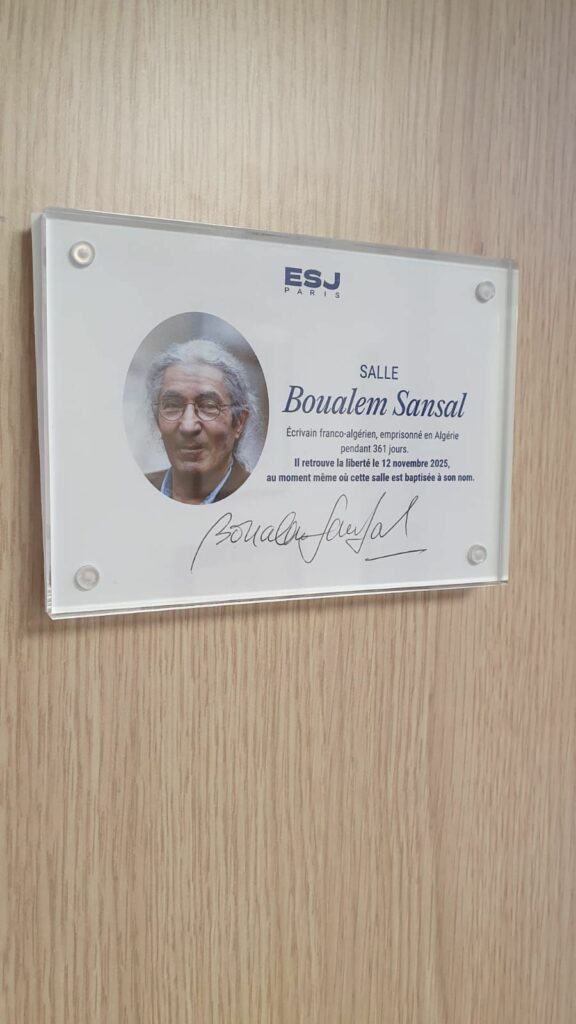 ESJ
PARIS
SALLE
Boualem Sansal
Écrivain franco-algérien, emprisonné en Algérie
pendant 361 jours.
Il retrouve la liberté le 12 novembre 2025,
au moment même où cette salle est baptisée à son nom.
Boualem Sansal